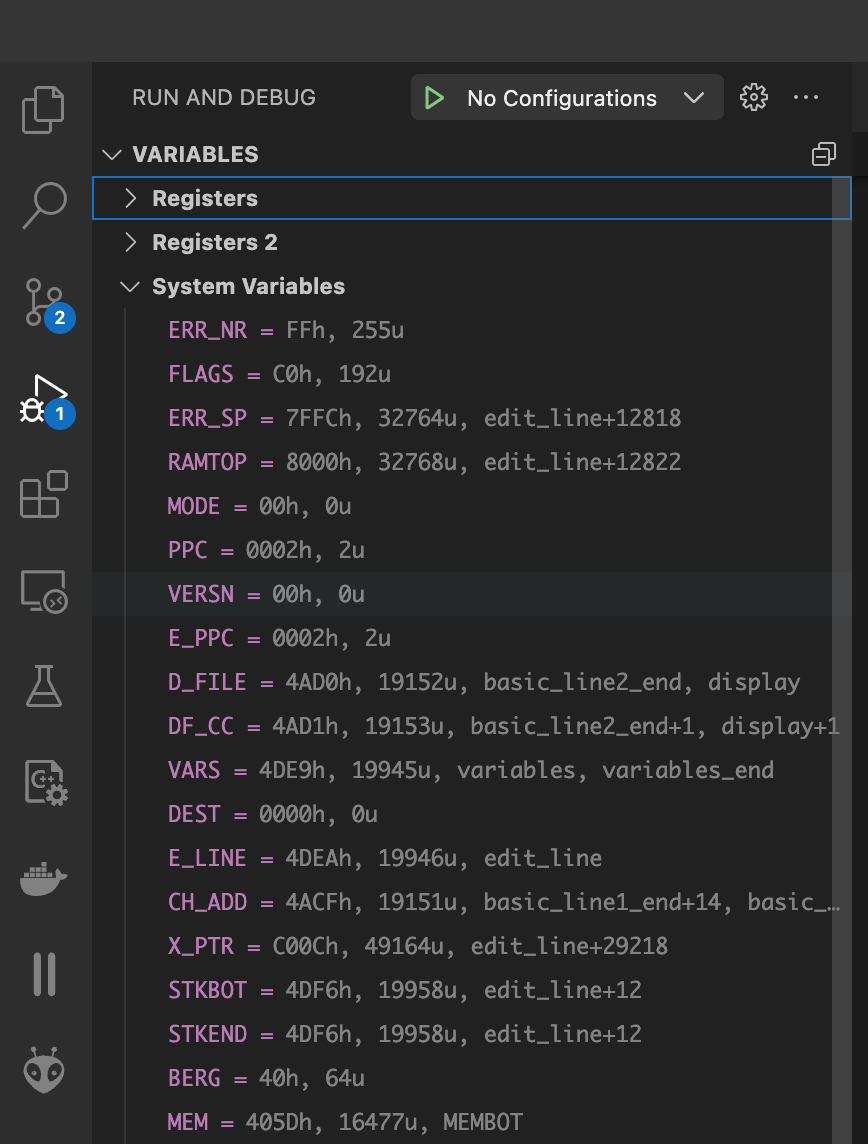 RUN AND DEBUG
No Configurations
VARIABLES
Registers
Registers 2
System Variables
2
ERR_NR = FFh, 255u
FLAGS = C0h, 192u
1
ERR_SP = 7FFCh, 32764u, edit_line+12818
RAMTOP = 8000h, 32768u, edit_line+12822
MODE = 00h, 0u
PPC = 0002h, 2u
VERSN = 00h, 0u
E_PPC = 0002h, 2u
D_FILE = 4AD0h, 19152u, basic_line2_end, display
DF_CC = 4AD1h, 19153u, basic_line2_end+1, display+1
VARS = 4DE9h, 19945u, variables, variables_end
C++
DEST = 0000h, 0u
E_LINE = 4DEAh, 19946u, edit_line
CH_ADD = 4ACFh, 19151u, basic_line1_end+14, basic_…
X_PTR = C00Ch, 49164u, edit_line+29218
STKBOT = 4DF6h, 19958u, edit_line+12
STKEND = 4DF6h, 19958u, edit_line+12
BERG = 40h, 64u
MEM = 405Dh, 16477u, MEMBOT